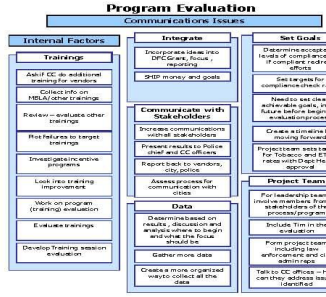 Program Evaluation
Communications Issues
Internal Factors
Trainings
Ask if CC do additional
training for vendors
Collect info on
MBLA/other trainings
Review – evaluate other
trainings
Plot failures to target
trainings
Investigate incentive
programs
Look into training
improvement
Work on program
(training) evaluation
Evaluate trainings
Develop Training session
evaluation
Integrate
Incorporate ideas into
DFC Grant, focus,
reporting
SHIP money and goals
Communicate with
Stakeholders
Increase communications
with all stakeholders
Present results to Police
chief and CC officers
Report back to vendors,
city, police
Assess process for
communication with
cities
Data
Determine based on
results, discussion and
analysis where to begin
and what the focus
should be
Gather more data
Create a more organized
way to collect all the
data
Set Goals
Determine accepta
levels of compliance
if compliant redir
efforts
Set targets for
compliance check r
Need to set clear
achievable goals, in
future before begin
evaluation proces
Create a timeline
moving forward
Project team sets ta
for Tobacco and ET
rates with Dept He
approval
Project Team
For leadership team
involve members from
stakeholders of th
process/program
Include Tim in the
evaluation
Form project team
including law
enforcement and ci
admin reps
Talk to CC offices – H
can they address issu
identified